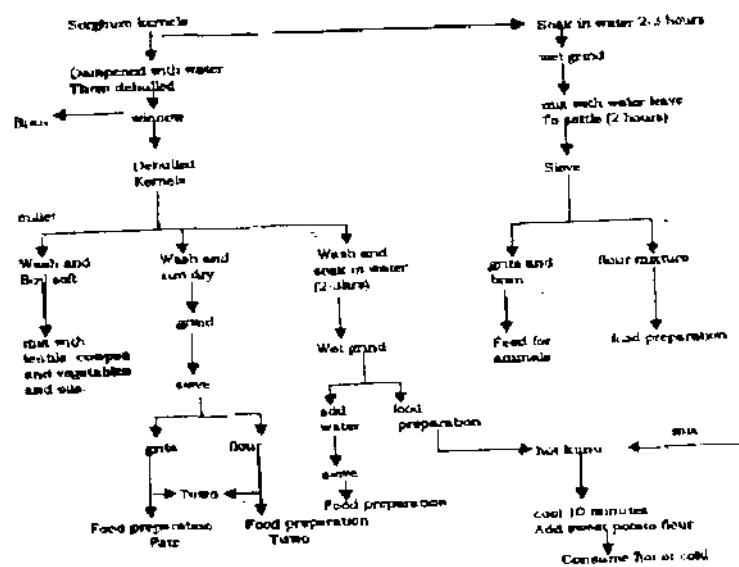 Sorghum kernels
Soak in water 2-3 hours
Dampened with water
Then dehulled
wet grind
mix with water leave
To settle (2 hours)
Bran
winnow
Sieve
Dehulled
Kernels
millet
Wash and
Boil soft
Wash and
sun dry
Wash and
soak in water
(2-3hrs)
grits and
bran
flour mixture
mix with
cowpea
and vegetables
and oils
grind
Wet grind
Feed for
animals
food preparation
sieve
add
water
food
preparation
grits
flour
hot kunu
mix
sieve
Tuwo
Food preparation
Food preparation
Food preparation
Tuwo
cool 10 minutes
Add sweet potato flour
Consume hot or cold